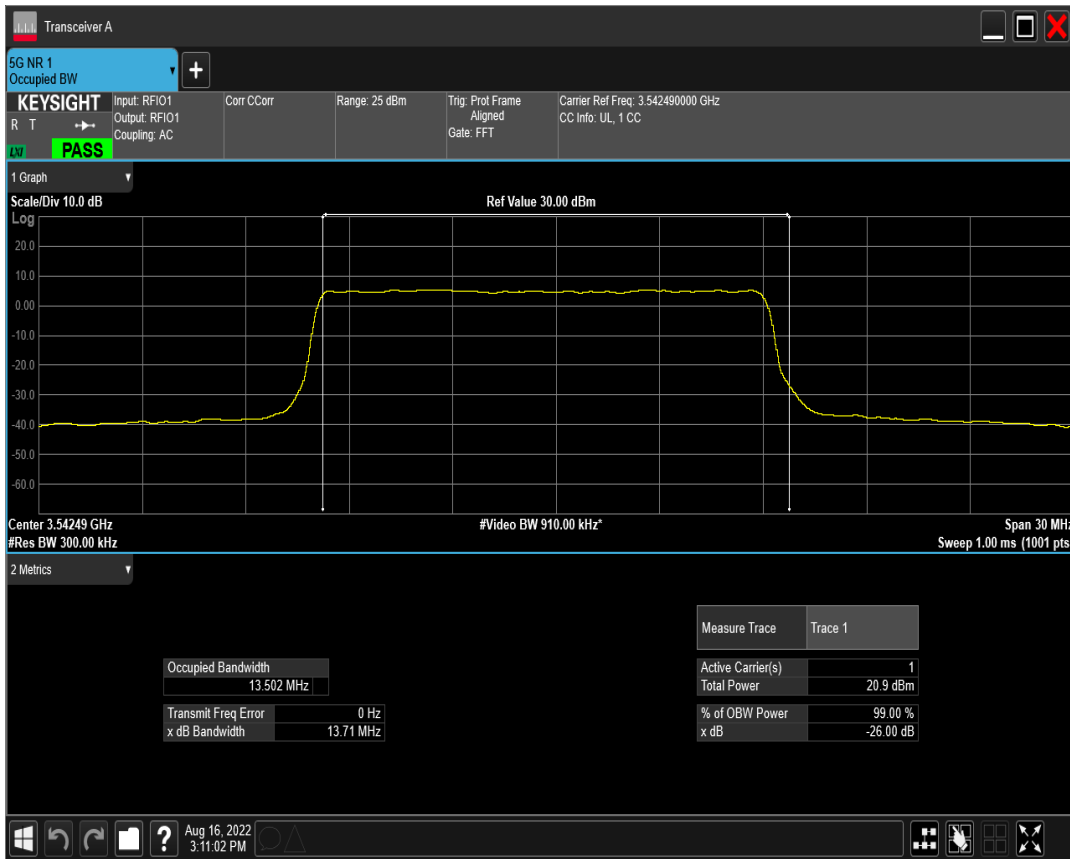 Transceiver A
5G NR 1
Occupied BW
KEYSIGHT
R T
LXI
PASS
Input: RFIO1
Output: RFIO1
Coupling: AC
Corr CCorr
Range: 25 dBm
Trig: Prot Frame
Aligned
Gate: FFT
Carrier Ref Freq: 3.542490000 GHz
CC Info: UL, 1 CC
1 Graph
Scale/Div 10.0 dB
Ref Value 30.00 dBm
Log
20.0
10.0
0.00
-10.0
-20.0
-30.0
-40.0
-50.0
-60.0
Center 3.54249 GHz
#Video BW 910.00 kHz*
Span 30 MHz
#Res BW 300.00 kHz
Sweep 1.00 ms (1001 pts
2 Metrics
Measure Trace Trace 1
Occupied Bandwidth
13.502 MHz
Active Carrier(s) 1
Total Power 20.9 dBm
Transmit Freq Error 0 Hz
x dB Bandwidth 13.71 MHz
% of OBW Power 99.00 %
x dB -26.00 dB
?
Aug 16, 2022
3:11:02 PM